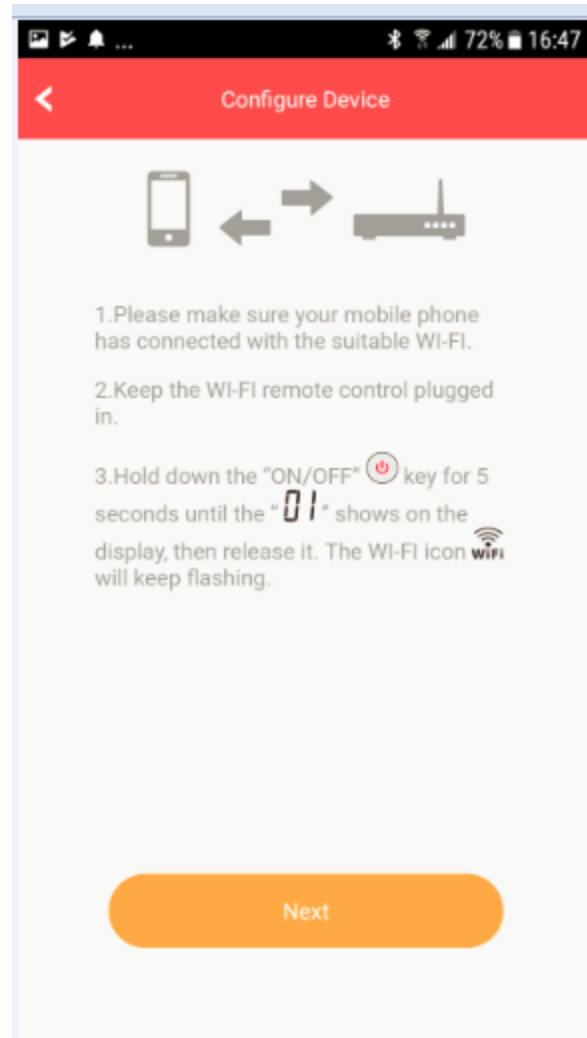 ... 72% 16:47
Configure Device
1.Please make sure your mobile phone
has connected with the suitable WI-FI.
2.Keep the WI-FI remote control plugged
in.
3.Hold down the “ON/OFF” key for 5
seconds until the “01” shows on the
display, then release it. The WI-FI icon WiFi
will keep flashing.
Next